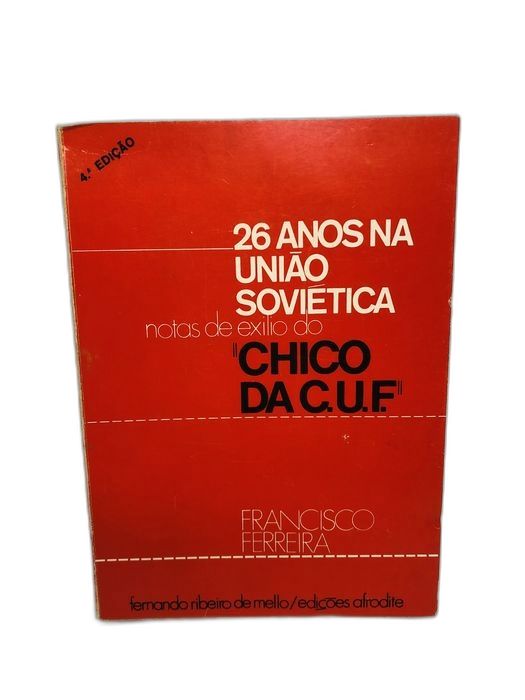 4.ª EDIÇÃO
26 ANOS NA
UNIÃO
SOVIÉTICA
notas de exílio do
"CHICO
DA C.U.F."
FRANCISCO
FERREIRA
fernando ribeiro de mello/edições afrodite